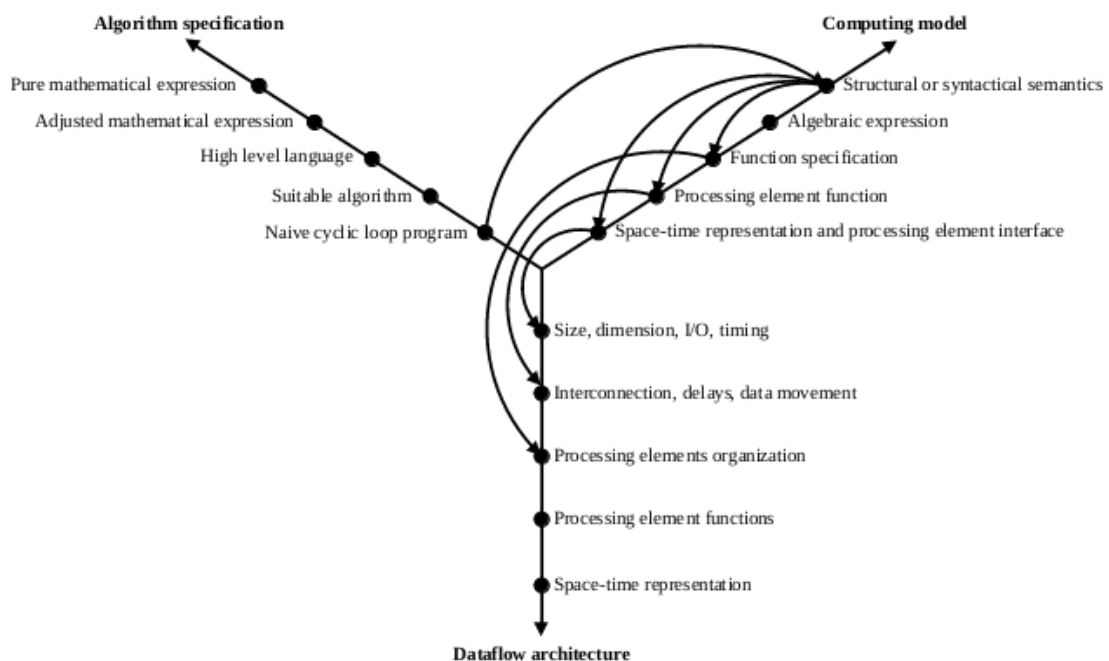 Algorithm specification
Computing model
Pure mathematical expression
Structural or syntactical semantics
Adjusted mathematical expression
Algebraic expression
High level language
Function specification
Suitable algorithm
Processing element function
Naive cyclic loop program
Space-time representation and processing element interface
Size, dimension, I/O, timing
Interconnection, delays, data movement
Processing elements organization
Processing element functions
Space-time representation
Dataflow architecture